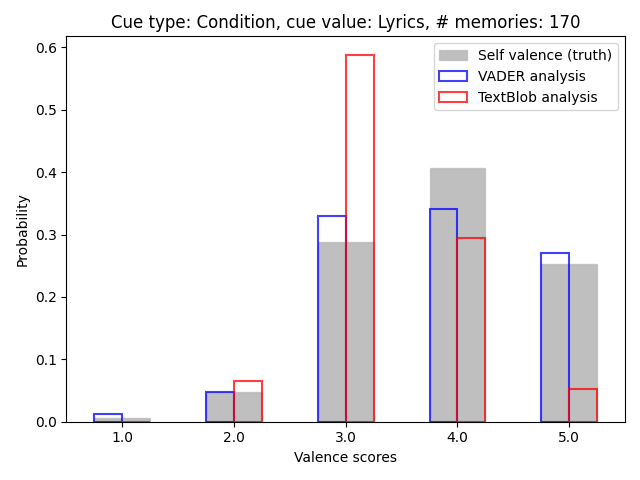 Cue type: Condition, cue value: Lyrics, # memories: 170
Self valence (truth)
VADER analysis
TextBlob analysis
Probability
0.6
0.5
0.4
0.3
0.2
0.1
0.0
1.0 2.0 3.0 4.0 5.0
Valence scores